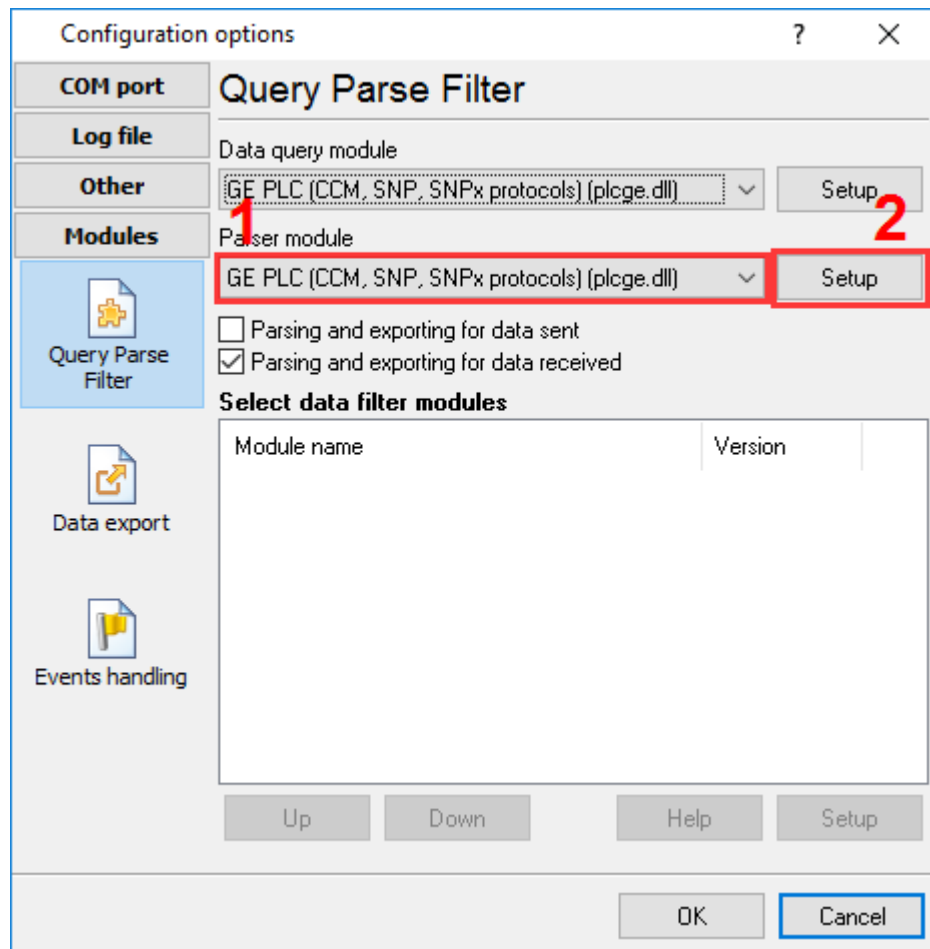 Configuration options
?
COM port
Log file
Other
Modules
Query Parse Filter
Data export
Events handling
Query Parse Filter
Data query module
GE PLC (CCM, SNP, SNPx protocols) (plcge.dll)
Setup
1
2
Parser module
GE PLC (CCM, SNP, SNPx protocols) (plcge.dll)
Setup
Parsing and exporting for data sent
Parsing and exporting for data received
Select data filter modules
Module name Version
Up Down Help Setup
OK Cancel